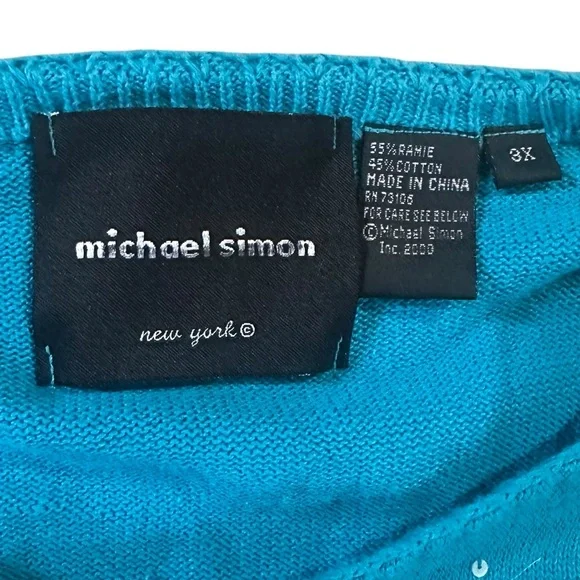 michael simon
new york ©
55% RAMIE
45% COTTON
MADE IN CHINA
RN 73106
FOR CARE SEE BELOW
© Michael Simon
Inc. 2000
3X